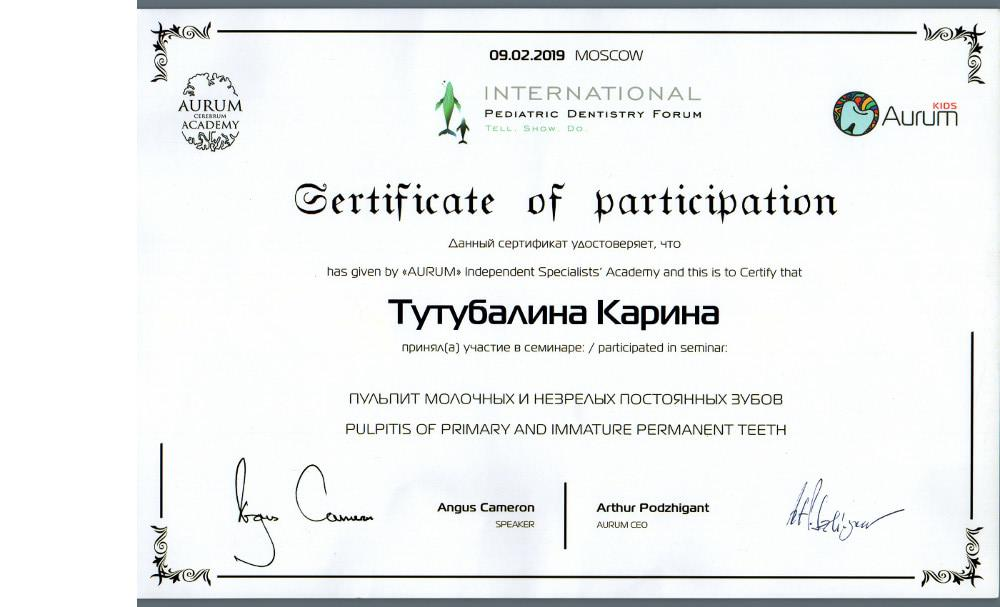 09.02.2019 MOSCOW
AURUM
CEREBRUM
ACADEMY
INTERNATIONAL
PEDIATRIC DENTISTRY FORUM
TELL. SHOW. DO.
KIDS
Aurum
Sertificate of participation
Данный сертификат удостоверяет, что
has given by «AURUM» Independent Specialists' Academy and this is to Certify that
Тутубалина Карина
принял(а) участие в семинаре: / participated in seminar:
ПУЛЬПИТ МОЛОЧНЫХ И НЕЗРЕЛЫХ ПОСТОЯННЫХ ЗУБОВ
PULPITIS OF PRIMARY AND IMMATURE PERMANENT TEETH
Angus Cameron
Angus Cameron
SPEAKER
Arthur Podzhigant
AURUM CEO